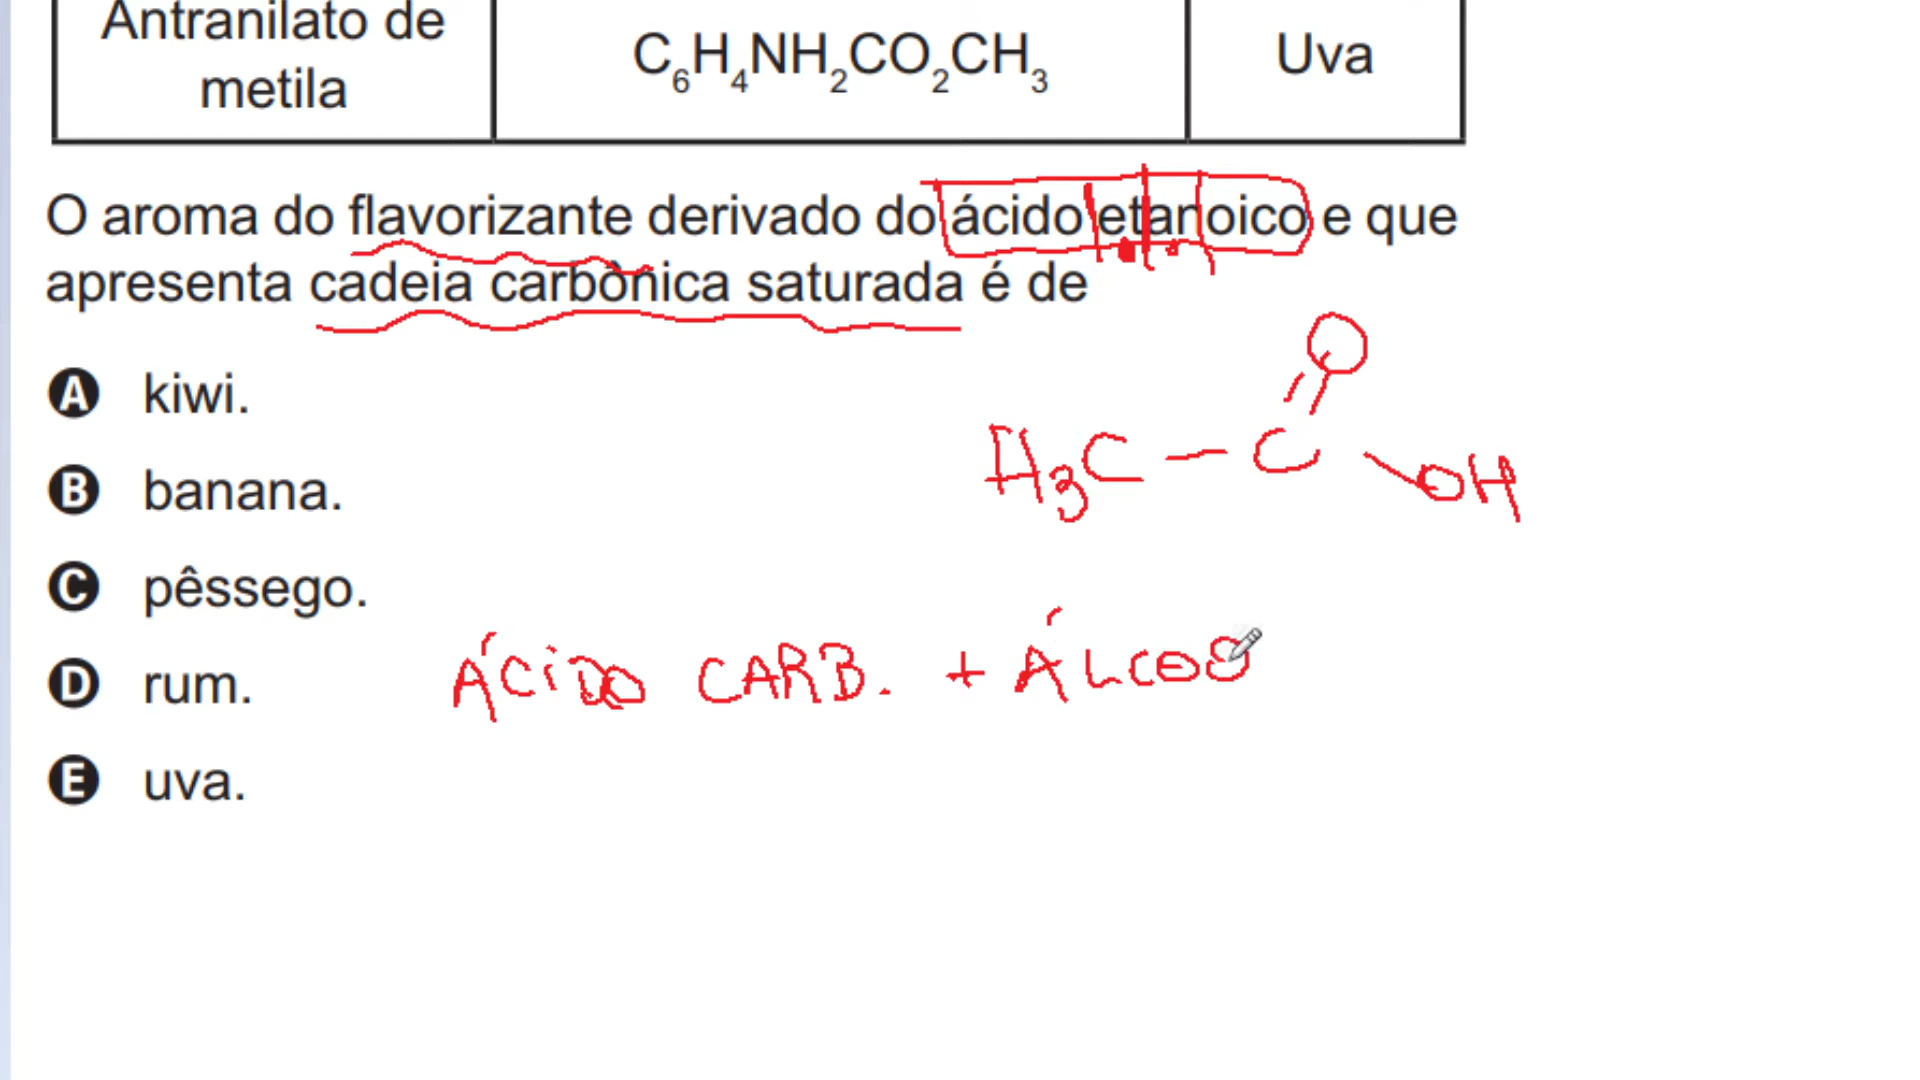 Antranilato de
metila
C₆H₄NH₂CO₂CH₃
Uva
O aroma do flavorizante derivado do ácido etanoico e que
apresenta cadeia carbônica saturada é de
A kiwi.
B banana.
C pêssego.
D rum.
E uva.
O
H₃C - C
OH
ÁCIDO CARB. + ÁLCOO